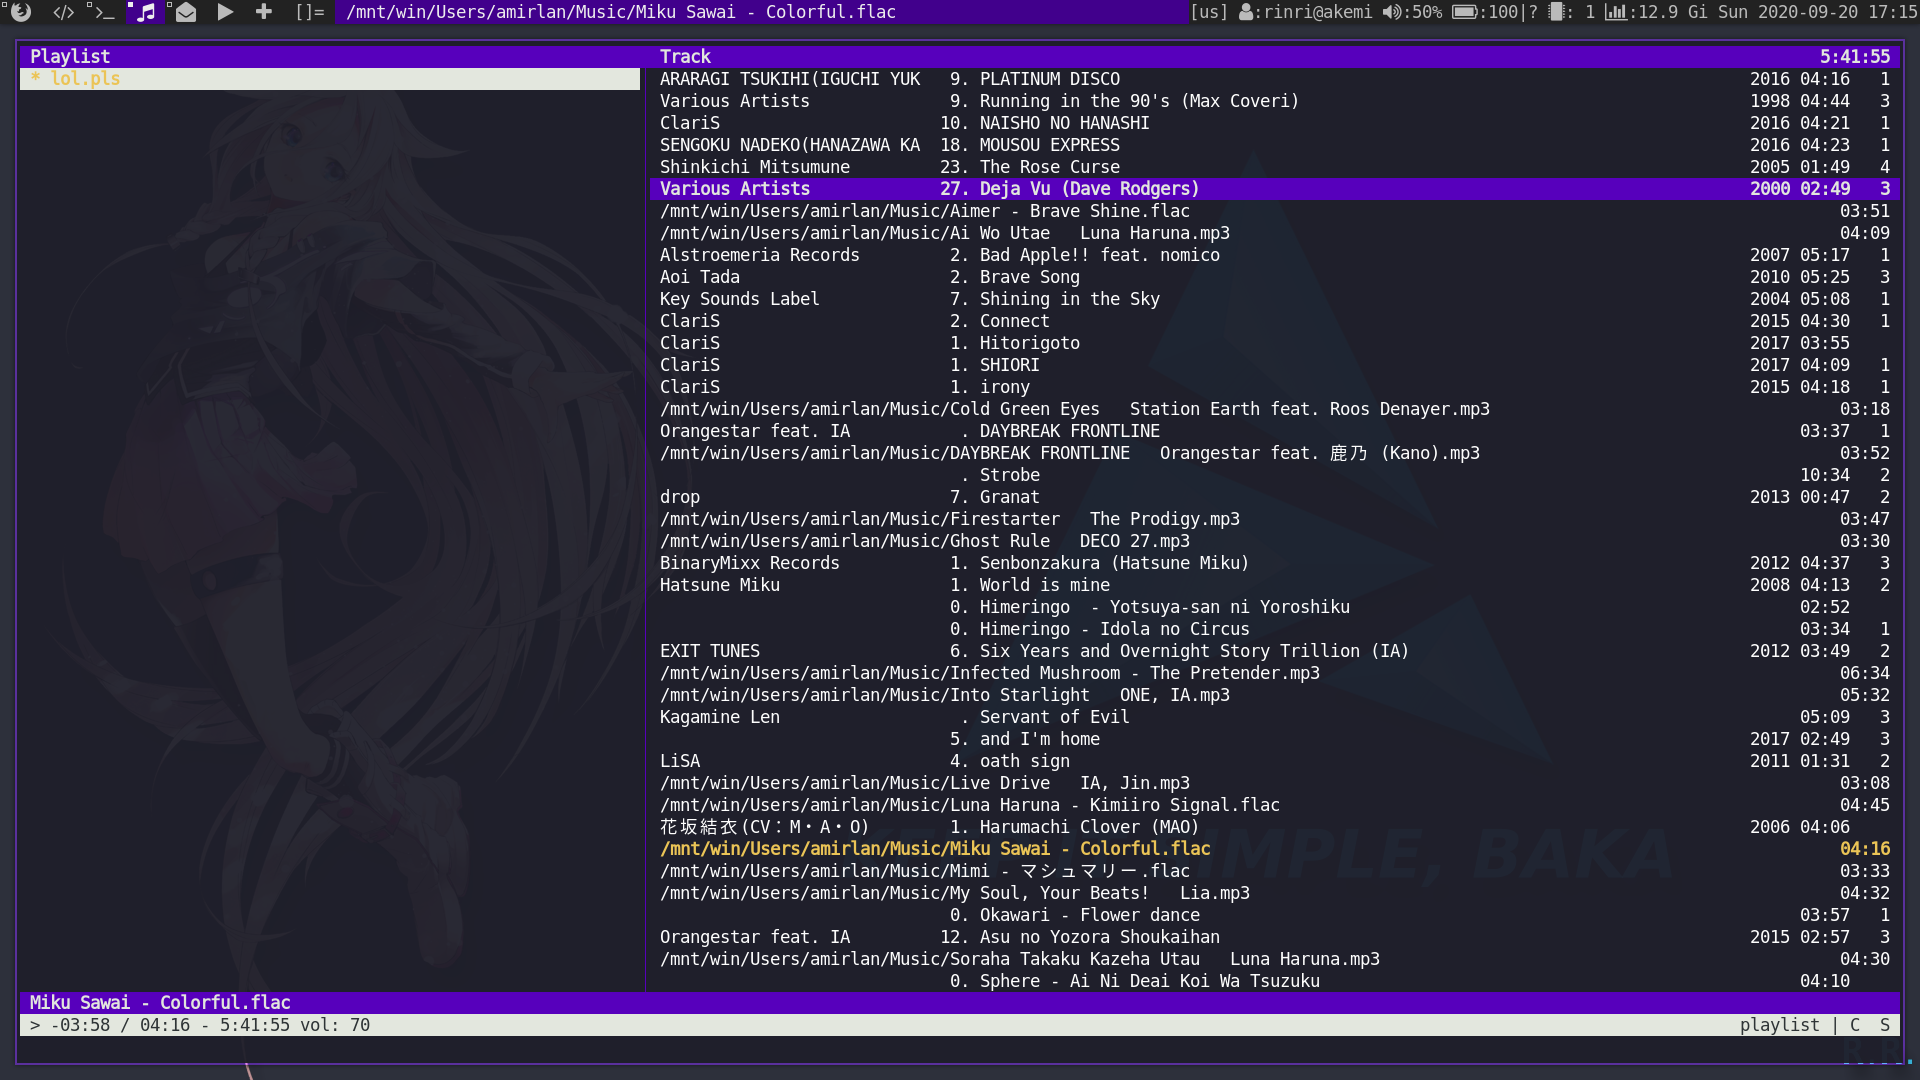 []= /mnt/win/Users/amirlan/Music/Miku Sawai - Colorful.flac [us] :rinri@akemi :50% :100|? : 1 :12.9 Gi Sun 2020-09-20 17:15
Playlist Track 5:41:55
* lol.pls
ARARAGI TSUKIHI(IGUCHI YUK 9. PLATINUM DISCO 2016 04:16 1
Various Artists 9. Running in the 90's (Max Coveri) 1998 04:44 3
ClariS 10. NAISHO NO HANASHI 2016 04:21 1
SENGOKU NADEKO(HANAZAWA KA 18. MOUSOU EXPRESS 2016 04:23 1
Shinkichi Mitsumune 23. The Rose Curse 2005 01:49 4
Various Artists 27. Deja Vu (Dave Rodgers) 2000 02:49 3
/mnt/win/Users/amirlan/Music/Aimer - Brave Shine.flac 03:51
/mnt/win/Users/amirlan/Music/Ai Wo Utae   Luna Haruna.mp3 04:09
Alstroemeria Records 2. Bad Apple!! feat. nomico 2007 05:17 1
Aoi Tada 2. Brave Song 2010 05:25 3
Key Sounds Label 7. Shining in the Sky 2004 05:08 1
ClariS 2. Connect 2015 04:30 1
ClariS 1. Hitorigoto 2017 03:55
ClariS 1. SHIORI 2017 04:09 1
ClariS 1. irony 2015 04:18 1
/mnt/win/Users/amirlan/Music/Cold Green Eyes   Station Earth feat. Roos Denayer.mp3 03:18
Orangestar feat. IA . DAYBREAK FRONTLINE 03:37 1
/mnt/win/Users/amirlan/Music/DAYBREAK FRONTLINE   Orangestar feat. 鹿乃 (Kano).mp3 03:52
. Strobe 10:34 2
drop 7. Granat 2013 00:47 2
/mnt/win/Users/amirlan/Music/Firestarter   The Prodigy.mp3 03:47
/mnt/win/Users/amirlan/Music/Ghost Rule   DECO 27.mp3 03:30
BinaryMixx Records 1. Senbonzakura (Hatsune Miku) 2012 04:37 3
Hatsune Miku 1. World is mine 2008 04:13 2
0. Himeringo  - Yotsuya-san ni Yoroshiku 02:52
0. Himeringo - Idola no Circus 03:34 1
EXIT TUNES 6. Six Years and Overnight Story Trillion (IA) 2012 03:49 2
/mnt/win/Users/amirlan/Music/Infected Mushroom - The Pretender.mp3 06:34
/mnt/win/Users/amirlan/Music/Into Starlight   ONE, IA.mp3 05:32
Kagamine Len . Servant of Evil 05:09 3
5. and I'm home 2017 02:49 3
LiSA 4. oath sign 2011 01:31 2
/mnt/win/Users/amirlan/Music/Live Drive   IA, Jin.mp3 03:08
/mnt/win/Users/amirlan/Music/Luna Haruna - Kimiiro Signal.flac 04:45
花坂結衣(CV：M・A・O) 1. Harumachi Clover (MAO) 2006 04:06
/mnt/win/Users/amirlan/Music/Miku Sawai - Colorful.flac 04:16
IMPLE, BAKA
/mnt/win/Users/amirlan/Music/Mimi - マシュマリー.flac 03:33
/mnt/win/Users/amirlan/Music/My Soul, Your Beats!   Lia.mp3 04:32
0. Okawari - Flower dance 03:57 1
Orangestar feat. IA 12. Asu no Yozora Shoukaihan 2015 02:57 3
/mnt/win/Users/amirlan/Music/Soraha Takaku Kazeha Utau   Luna Haruna.mp3 04:30
0. Sphere - Ai Ni Deai Koi Wa Tsuzuku 04:10
Miku Sawai - Colorful.flac
> -03:58 / 04:16 - 5:41:55 vol: 70 playlist | C  S
R.R.